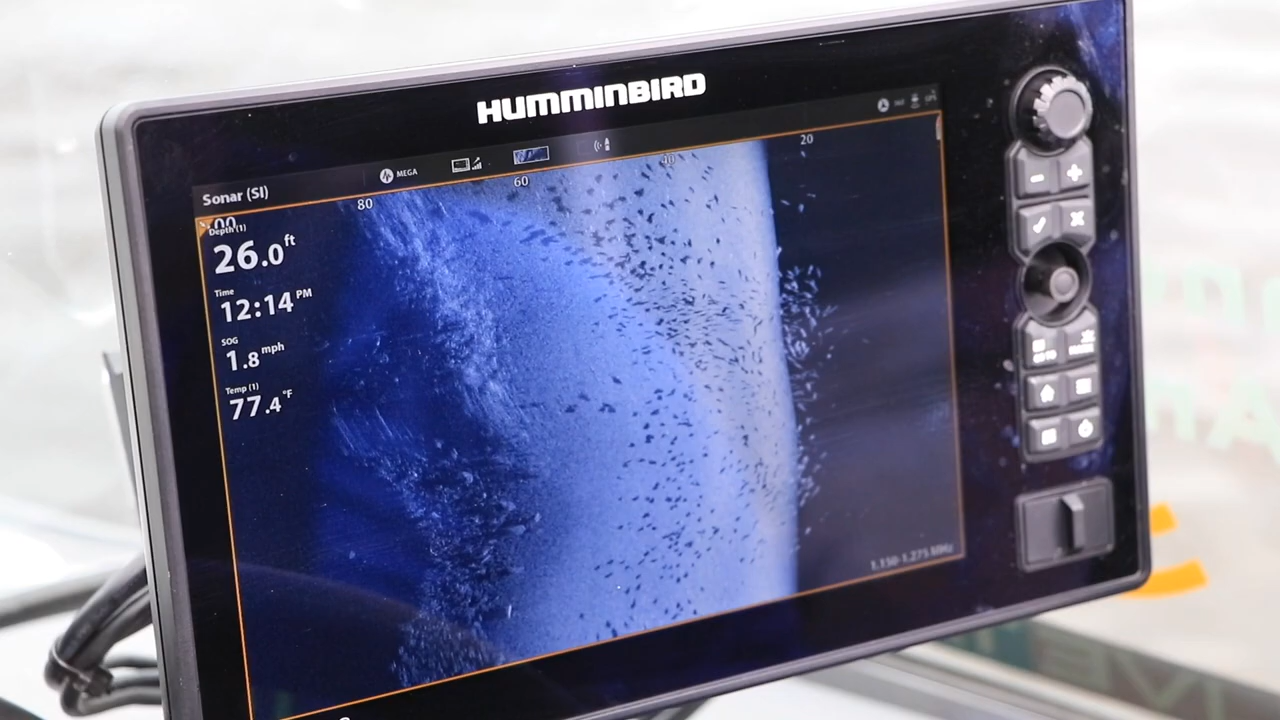 HUMMINBIRD
Sonar (SI)
MEGA
GPS
80
60
40
20
Depth (1)
26.0 ft
Time
12:14 PM
SOG
1.8 mph
Temp (1)
77.4 °F
1.150-1.275 MHz